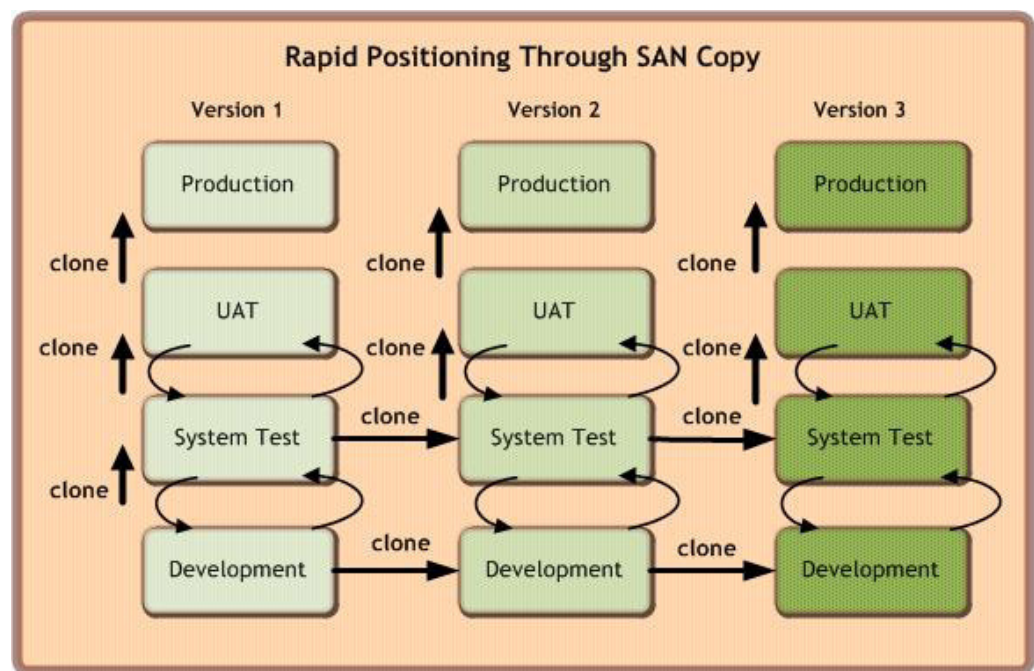 Rapid Positioning Through SAN Copy
Version 1
Version 2
Version 3
Production
Production
Production
clone
clone
clone
UAT
UAT
UAT
clone
clone
clone
clone
clone
System Test
System Test
System Test
clone
clone
clone
Development
Development
Development